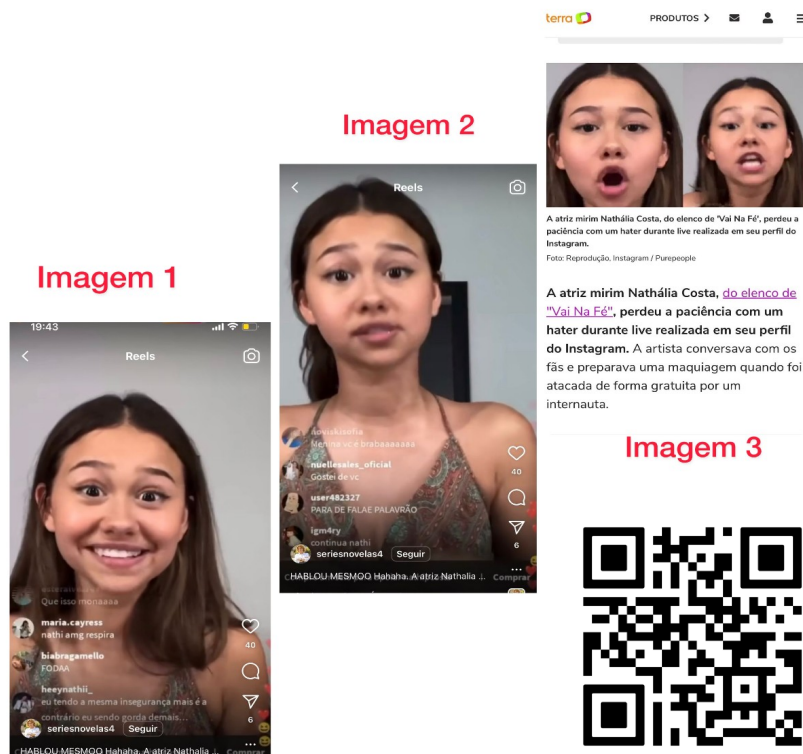 Imagem 1
19:43
Reels
Que isso monaaaa
maria.cayress
nathi amg respira
biabragamello
FODAA
heeynathii_
eu tendo a mesma insegurança mais é a
contrário eu sendo gorda demais...
seriesnovelas4 Seguir
HABLOU MESMOO Hahaha. A atriz Nathalia ...
Comprar
40
6
Imagem 2
Reels
Menina vc e brabaaaaaa
nuellesales_oficial
Gostei de vc
user482327
PARA DE FALAE PALAVRÃO
igm4ry
continua nathi
seriesnovelas4 Seguir
HABLOU MESMOO Hahaha. A atriz Nathalia ...
Comprar
40
6
terra PRODUTOS
A atriz mirim Nathália Costa, do elenco de 'Vai Na Fé', perdeu a
paciência com um hater durante live realizada em seu perfil do
Instagram.
Foto: Reprodução, Instagram / Purepeople
A atriz mirim Nathália Costa, do elenco de
"Vai Na Fé", perdeu a paciência com um
hater durante live realizada em seu perfil
do Instagram. A artista conversava com os
fãs e preparava uma maquiagem quando foi
atacada de forma gratuita por um
internauta.
Imagem 3